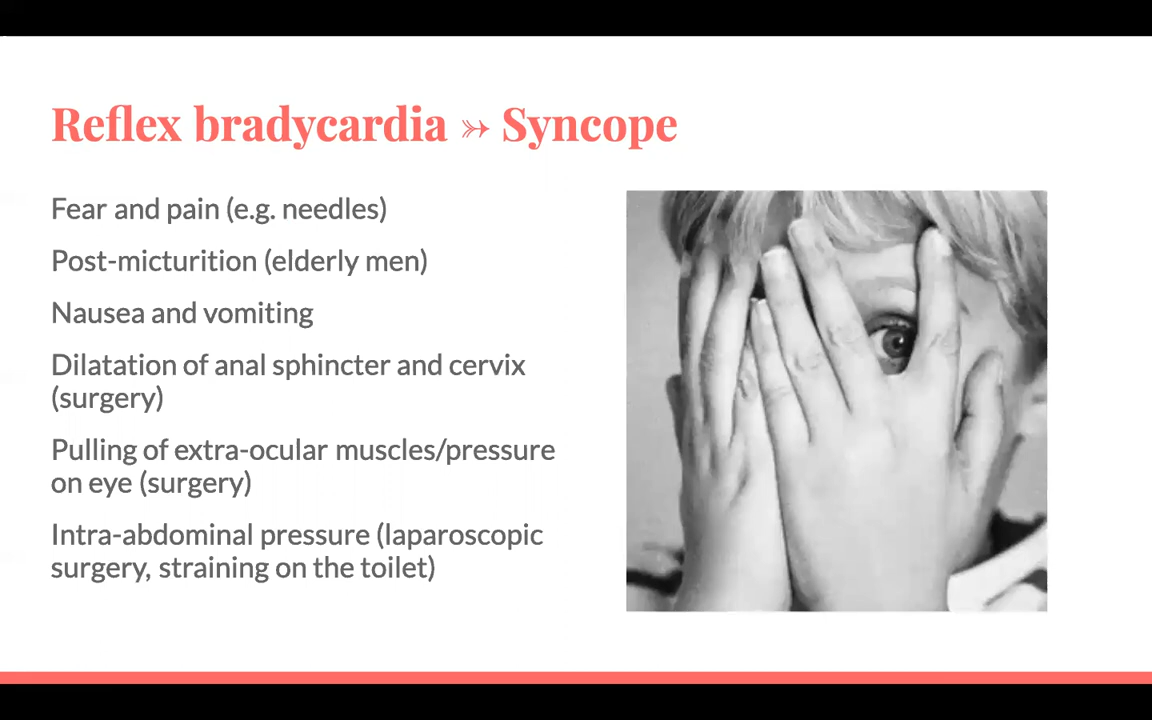 Reflex bradycardia ➳ Syncope
Fear and pain (e.g. needles)
Post-micturition (elderly men)
Nausea and vomiting
Dilatation of anal sphincter and cervix
(surgery)
Pulling of extra-ocular muscles/pressure
on eye (surgery)
Intra-abdominal pressure (laparoscopic
surgery, straining on the toilet)